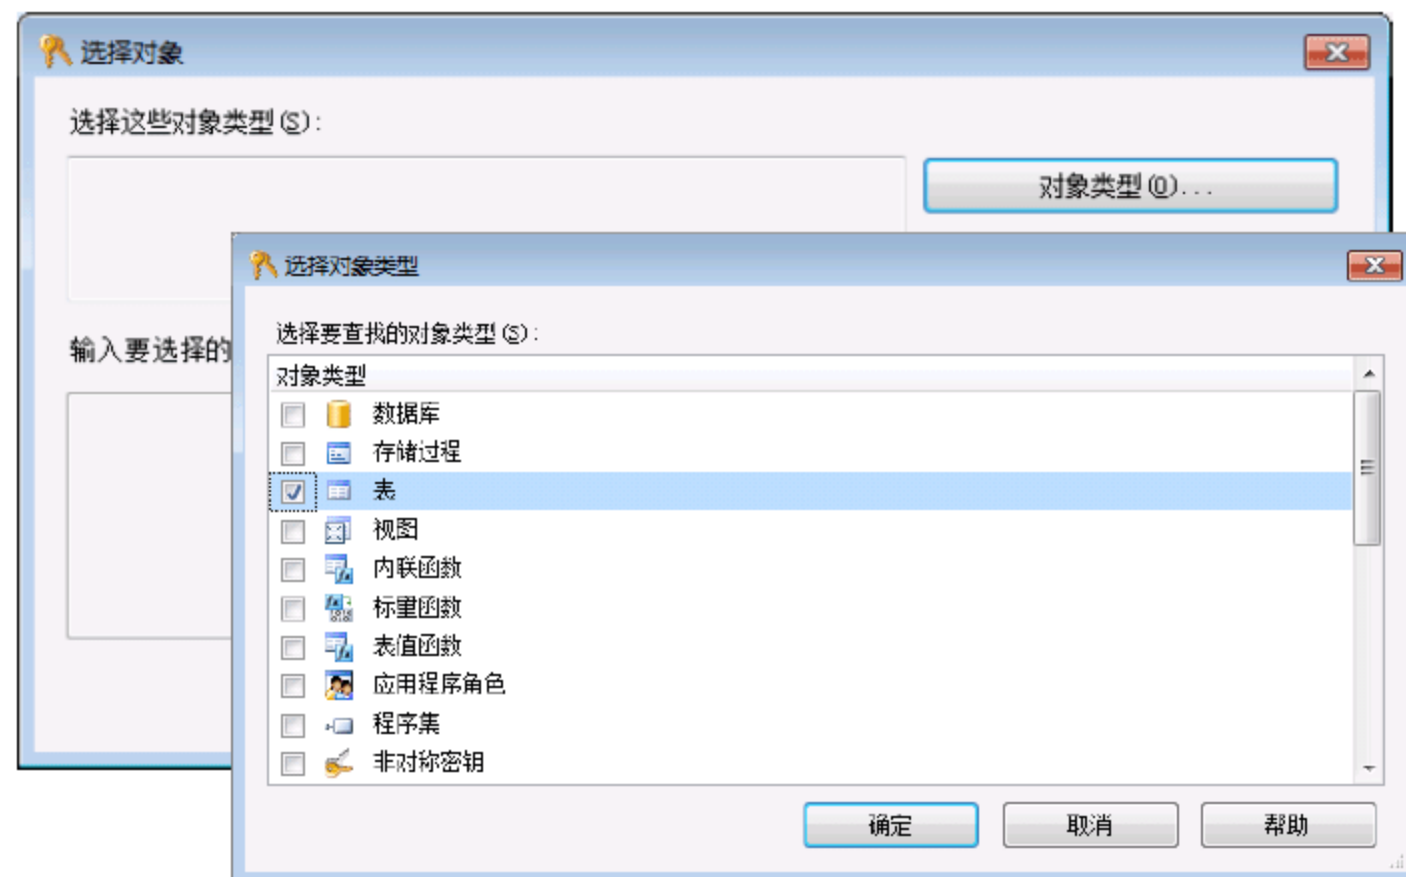 选择对象
选择这些对象类型(S):
对象类型(O)...
选择对象类型
输入要选择的
选择要查找的对象类型(S):
对象类型
数据库
存储过程
表
视图
内联函数
标量函数
表值函数
应用程序角色
程序集
非对称密钥
确定
取消
帮助